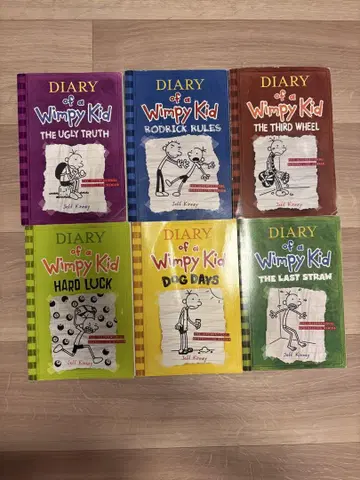 DIARY
of a
Wimpy Kid
THE UGLY TRUTH
Jeff Kinney
DIARY
of a
Wimpy Kid
RODRICK RULES
Jeff Kinney
DIARY
of a
Wimpy Kid
THE THIRD WHEEL
Jeff Kinney
DIARY
of a
Wimpy Kid
HARD LUCK
Jeff Kinney
DIARY
of a
Wimpy Kid
DOG DAYS
Jeff Kinney
DIARY
of a
Wimpy Kid
THE LAST STRAW
Jeff Kinney